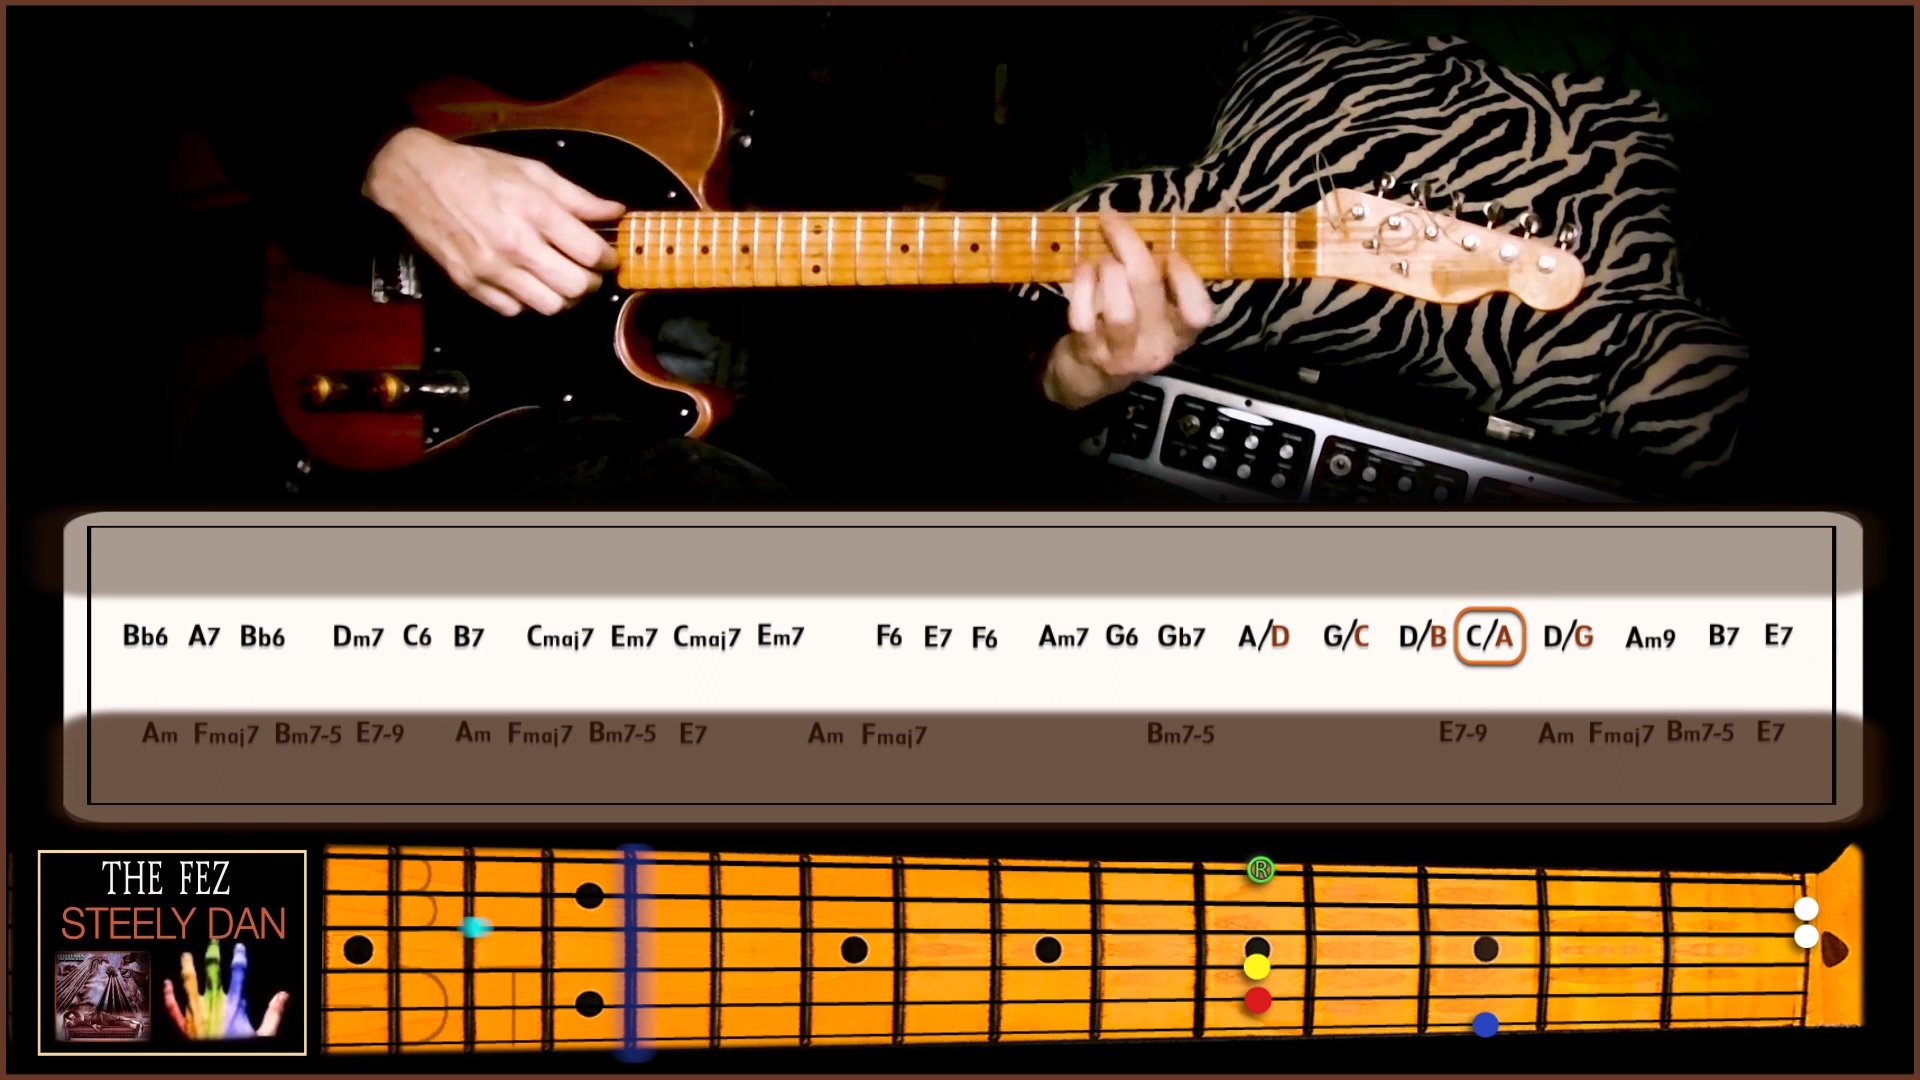 Bb6 A7 Bb6 Dm7 C6 B7 Cmaj7 Em7 Cmaj7 Em7 F6 E7 F6 Am7 G6 Gb7 A/D G/C D/B C/A D/G Am9 B7 E7
Am Fmaj7 Bm7-5 E7-9 Am Fmaj7 Bm7-5 E7 Am Fmaj7 Bm7-5 E7-9 Am Fmaj7 Bm7-5 E7
THE FEZ
STEELY DAN
R